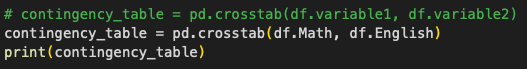 # contingency_table = pd.crosstab(df.variable1, df.variable2)
contingency_table = pd.crosstab(df.Math, df.English)
print(contingency_table)